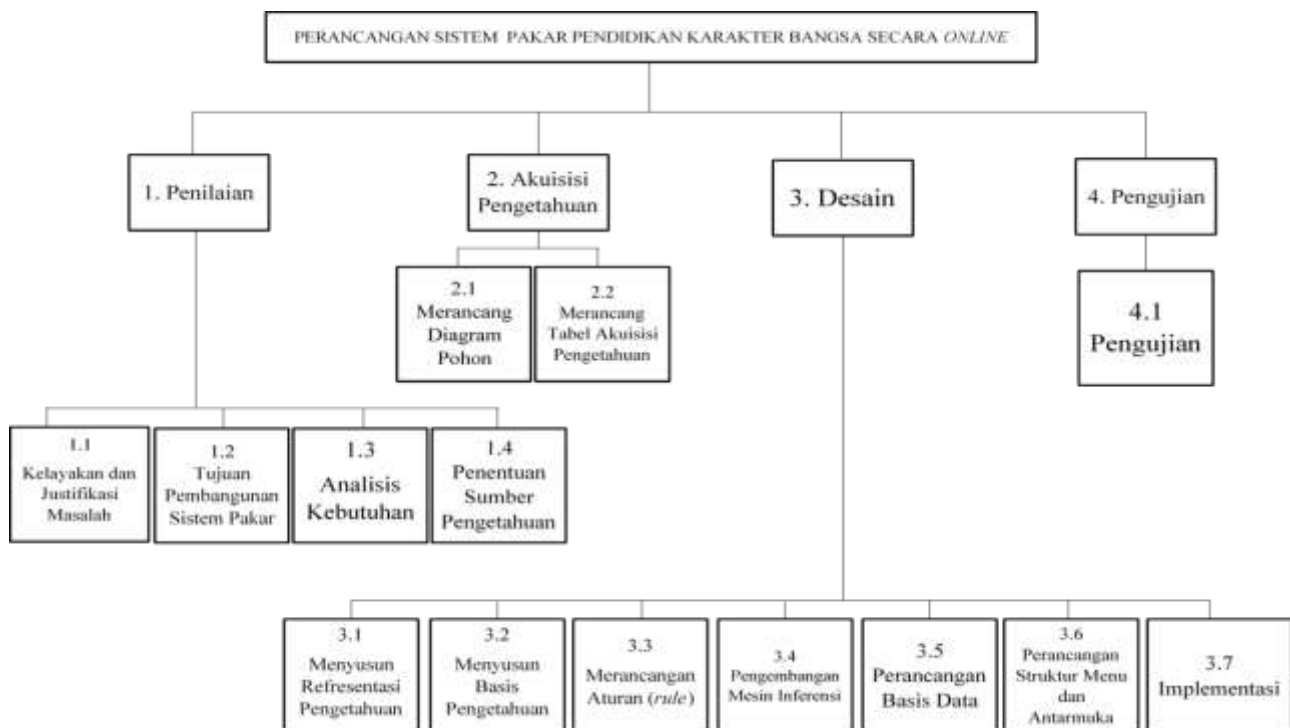 PERANCANGAN SISTEM PAKAR PENDIDIKAN KARAKTER BANGSA SECARA ONLINE
1. Penilaian
2. Akuisisi
Pengetahuan
3. Desain
4. Pengujian
2.1
Merancang
Diagram
Pohon
2.2
Merancang
Tabel Akuisisi
Pengetahuan
4.1
Pengujian
1.1
Kelayakan dan
Justifikasi
Masalah
1.2
Tujuan
Pembangunan
Sistem Pakar
1.3
Analisis
Kebutuhan
1.4
Penentuan
Sumber
Pengetahuan
3.1
Menyusun
Refresentasi
Pengetahuan
3.2
Menyusun
Basis
Pengetahuan
3.3
Merancangan
Aturan (rule)
3.4
Pengembangan
Mesin Inferensi
3.5
Perancangan
Basis Data
3.6
Perancangan
Struktur Menu
dan
Antarmuka
3.7
Implementasi